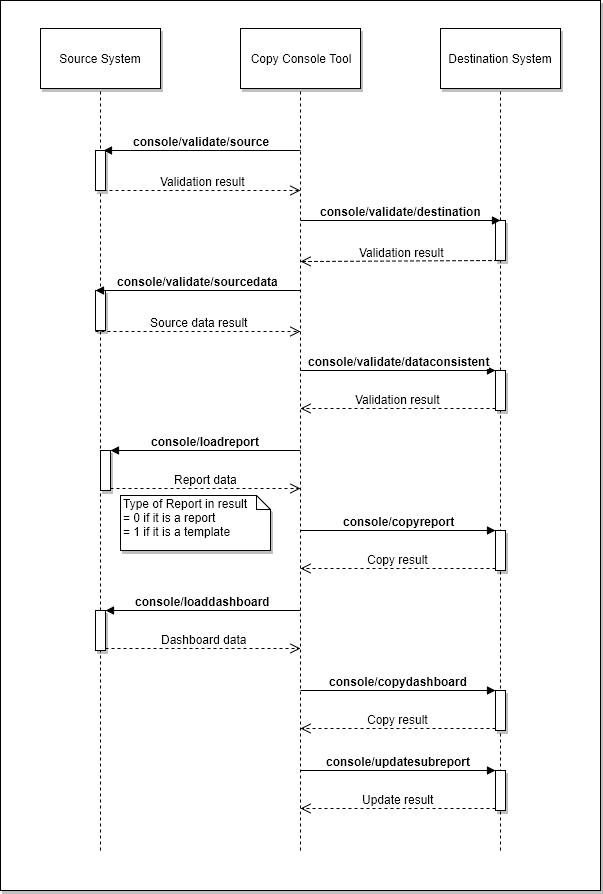 Source System
Copy Console Tool
Destination System
console/validate/source
Validation result
console/validate/destination
Validation result
console/validate/sourcedata
Source data result
console/validate/dataconsistent
Validation result
console/loadreport
Report data
Type of Report in result
= 0 if it is a report
= 1 if it is a template
console/copyreport
Copy result
console/loaddashboard
Dashboard data
console/copydashboard
Copy result
console/updatesubreport
Update result